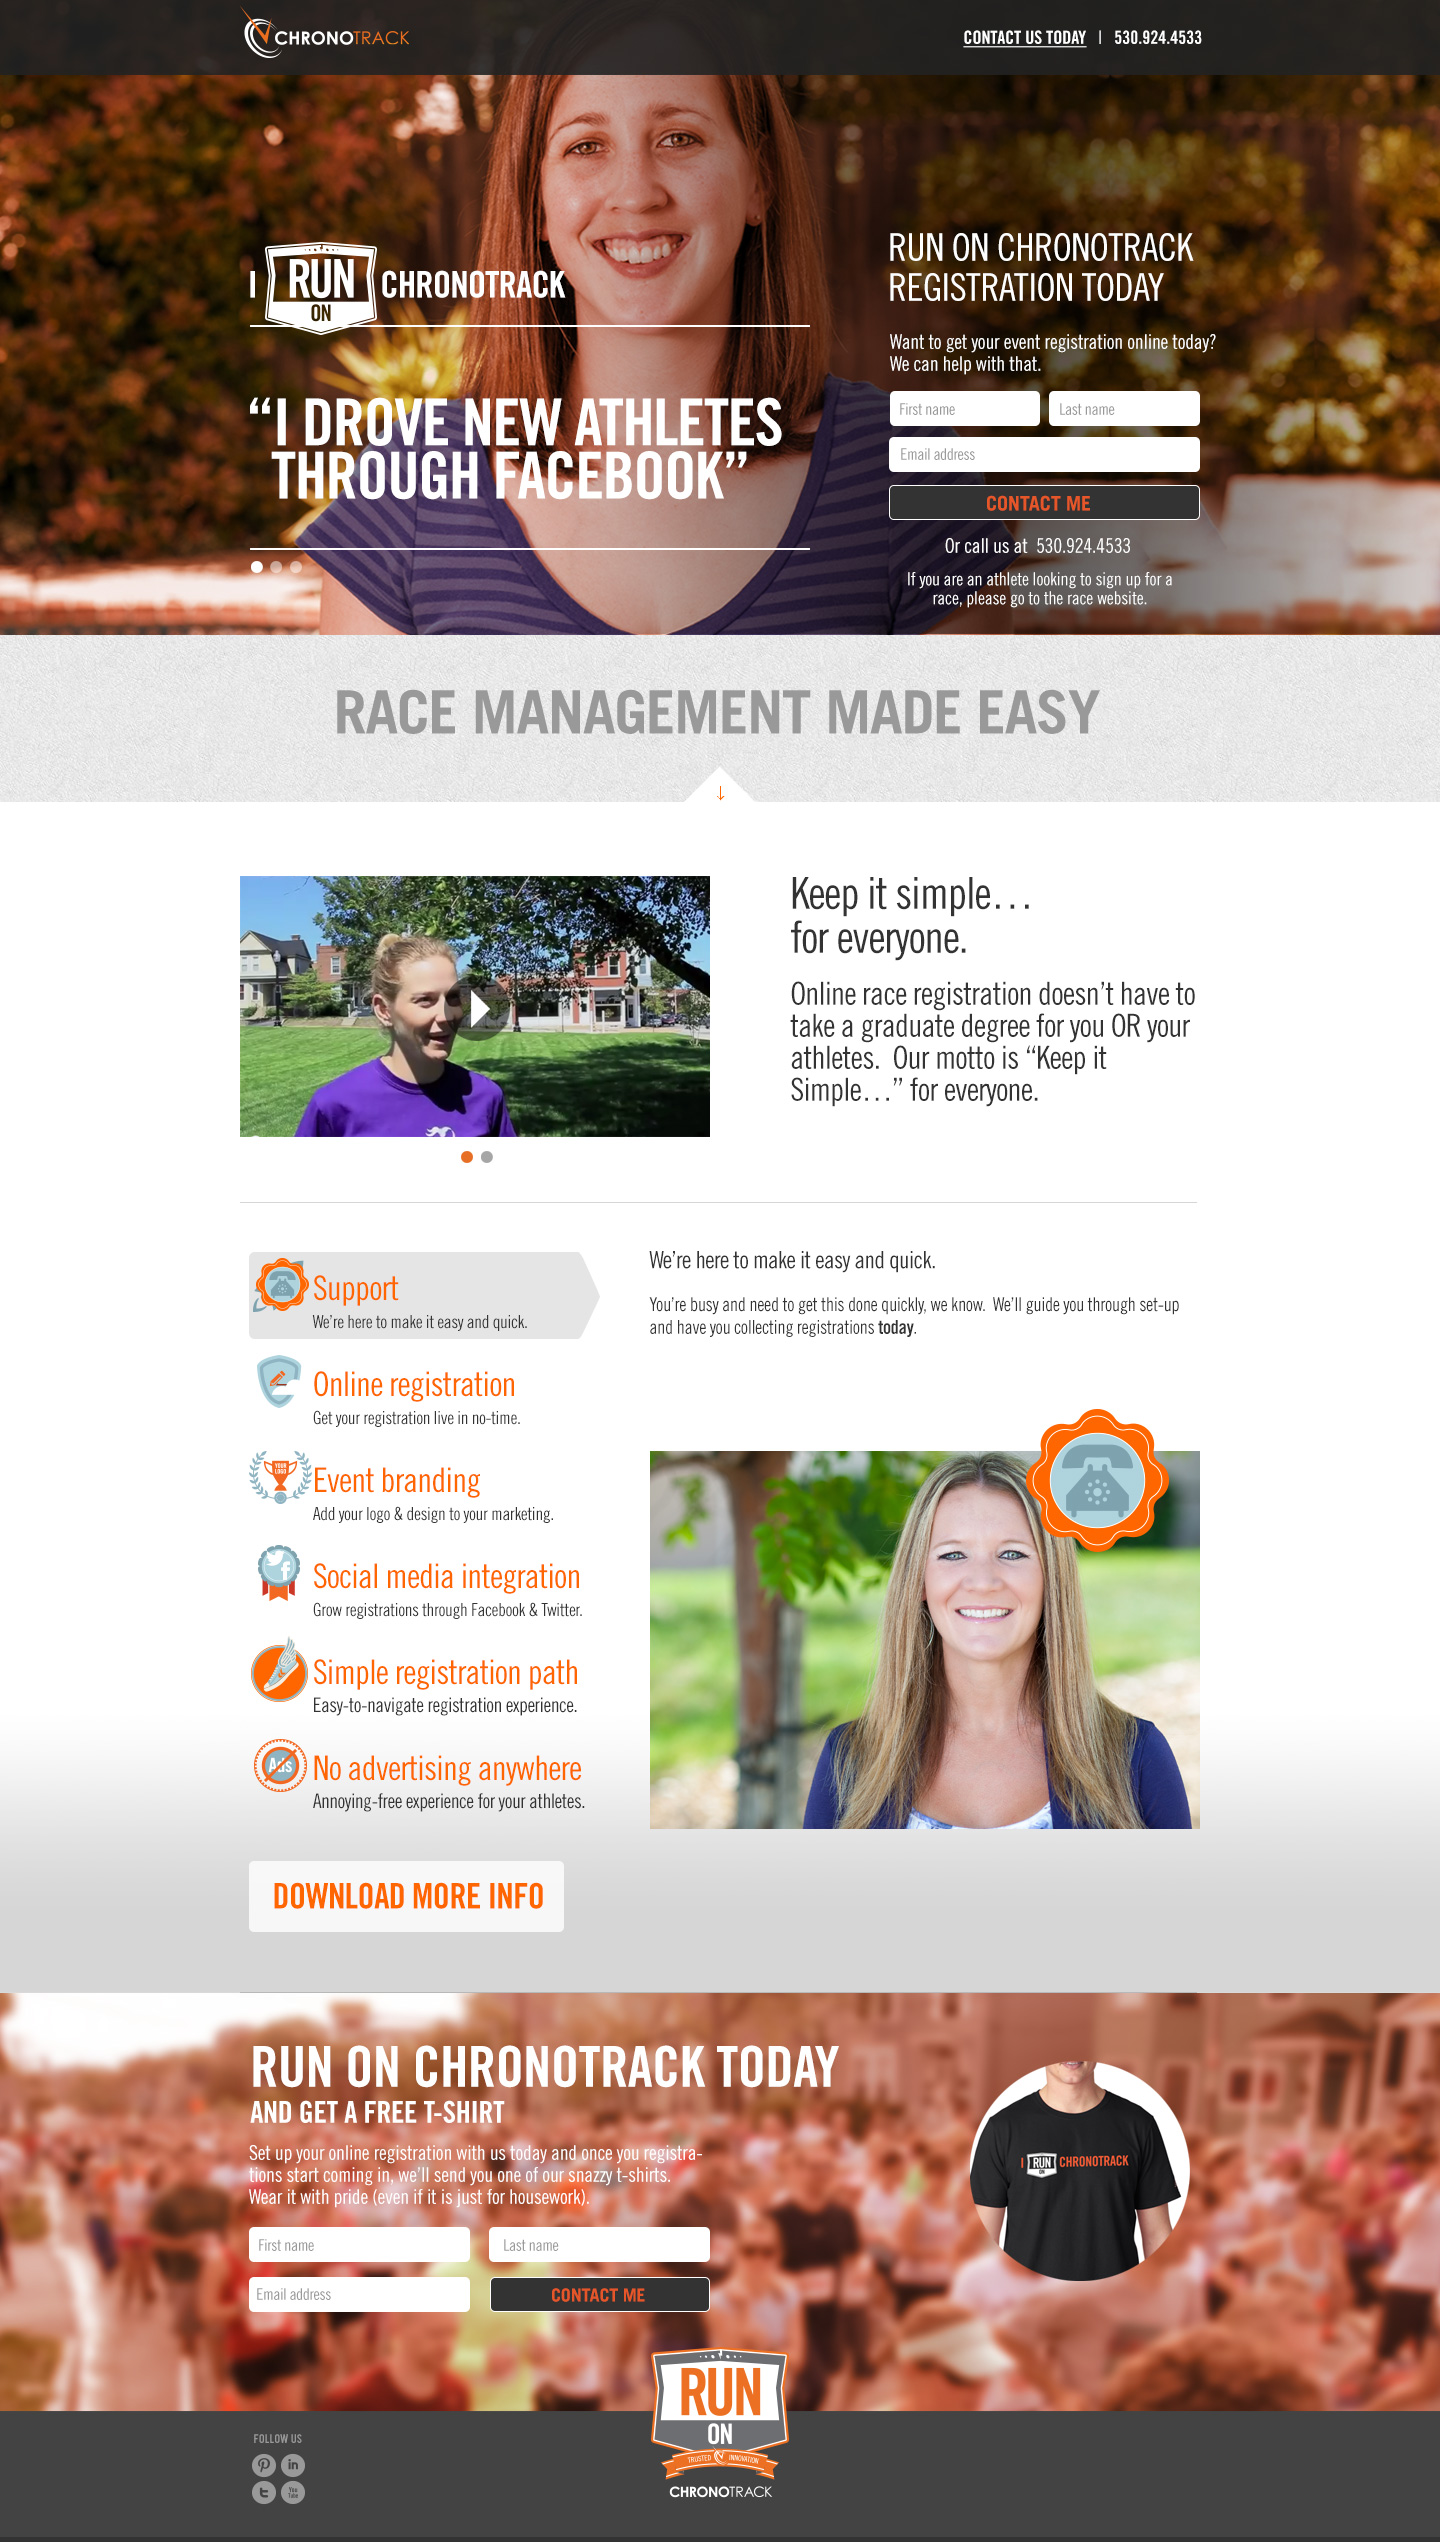 CHRONOTRACK
CONTACT US TODAY | 530.924.4533
I RUN ON CHRONOTRACK
“I DROVE NEW ATHLETES
THROUGH FACEBOOK”
RUN ON CHRONOTRACK
REGISTRATION TODAY
Want to get your event registration online today?
We can help with that.
First name
Last name
Email address
CONTACT ME
Or call us at 530.924.4533
If you are an athlete looking to sign up for a
race, please go to the race website.
RACE MANAGEMENT MADE EASY
Keep it simple...
for everyone.
Online race registration doesn’t have to
take a graduate degree for you OR your
athletes. Our motto is “Keep it
Simple...” for everyone.
Support
We’re here to make it easy and quick.
Online registration
Get your registration live in no-time.
YOUR LOGO
Event branding
Add your logo & design to your marketing.
Social media integration
Grow registrations through Facebook & Twitter.
Simple registration path
Easy-to-navigate registration experience.
Ads
No advertising anywhere
Annoying-free experience for your athletes.
We’re here to make it easy and quick.
You’re busy and need to get this done quickly, we know. We’ll guide you through set-up
and have you collecting registrations today.
DOWNLOAD MORE INFO
RUN ON CHRONOTRACK TODAY
AND GET A FREE T-SHIRT
Set up your online registration with us today and once you registra-
tions start coming in, we’ll send you one of our snazzy t-shirts.
Wear it with pride (even if it is just for housework).
First name
Last name
Email address
CONTACT ME
I RUN ON CHRONOTRACK
FOLLOW US
in
You Tube
RUN
ON
TRUSTED INNOVATION
CHRONOTRACK